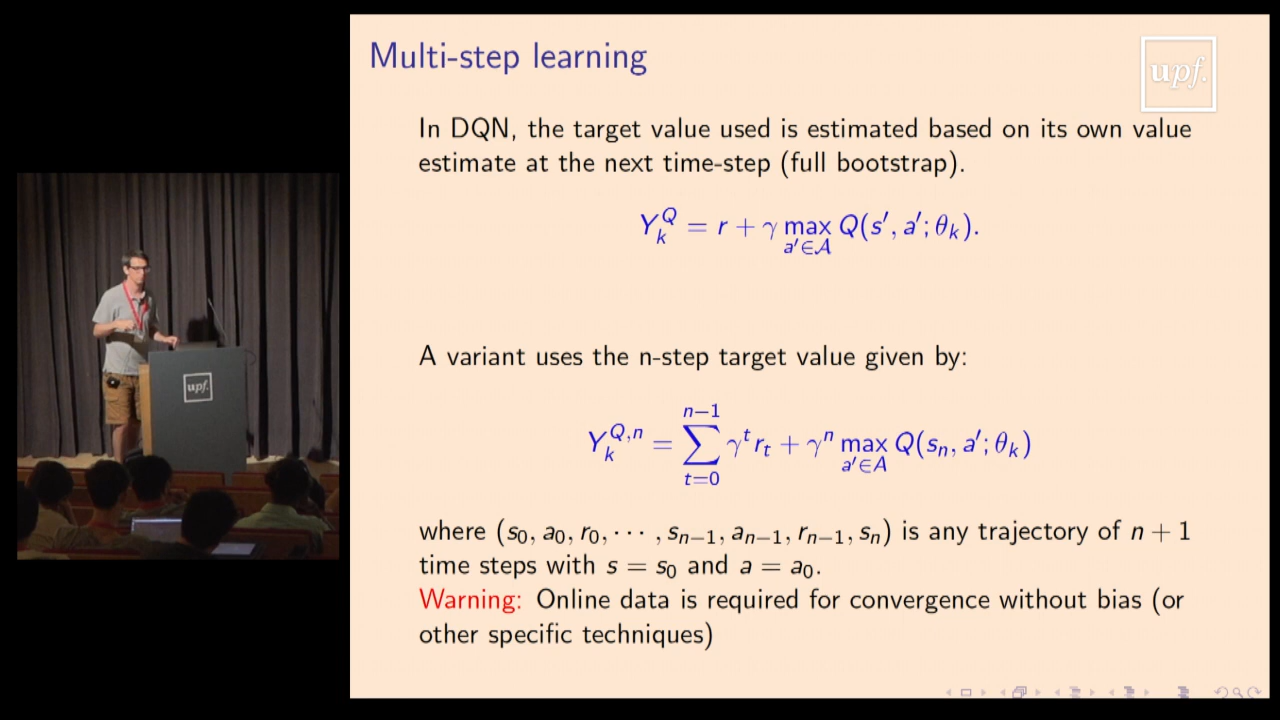 Multi-step learning
upf.
In DQN, the target value used is estimated based on its own value
estimate at the next time-step (full bootstrap).
Y_k^Q = r + γ max_{a′∈𝒜} Q(s′, a′; θ_k).
A variant uses the n-step target value given by:
Y_k^{Q,n} = ∑_{t=0}^{n−1} γ^t r_t + γ^n max_{a′∈A} Q(s_n, a′; θ_k)
where (s_0, a_0, r_0, ⋯ , s_{n−1}, a_{n−1}, r_{n−1}, s_n) is any trajectory of n + 1
time steps with s = s_0 and a = a_0.
Warning: Online data is required for convergence without bias (or
other specific techniques)
upf.